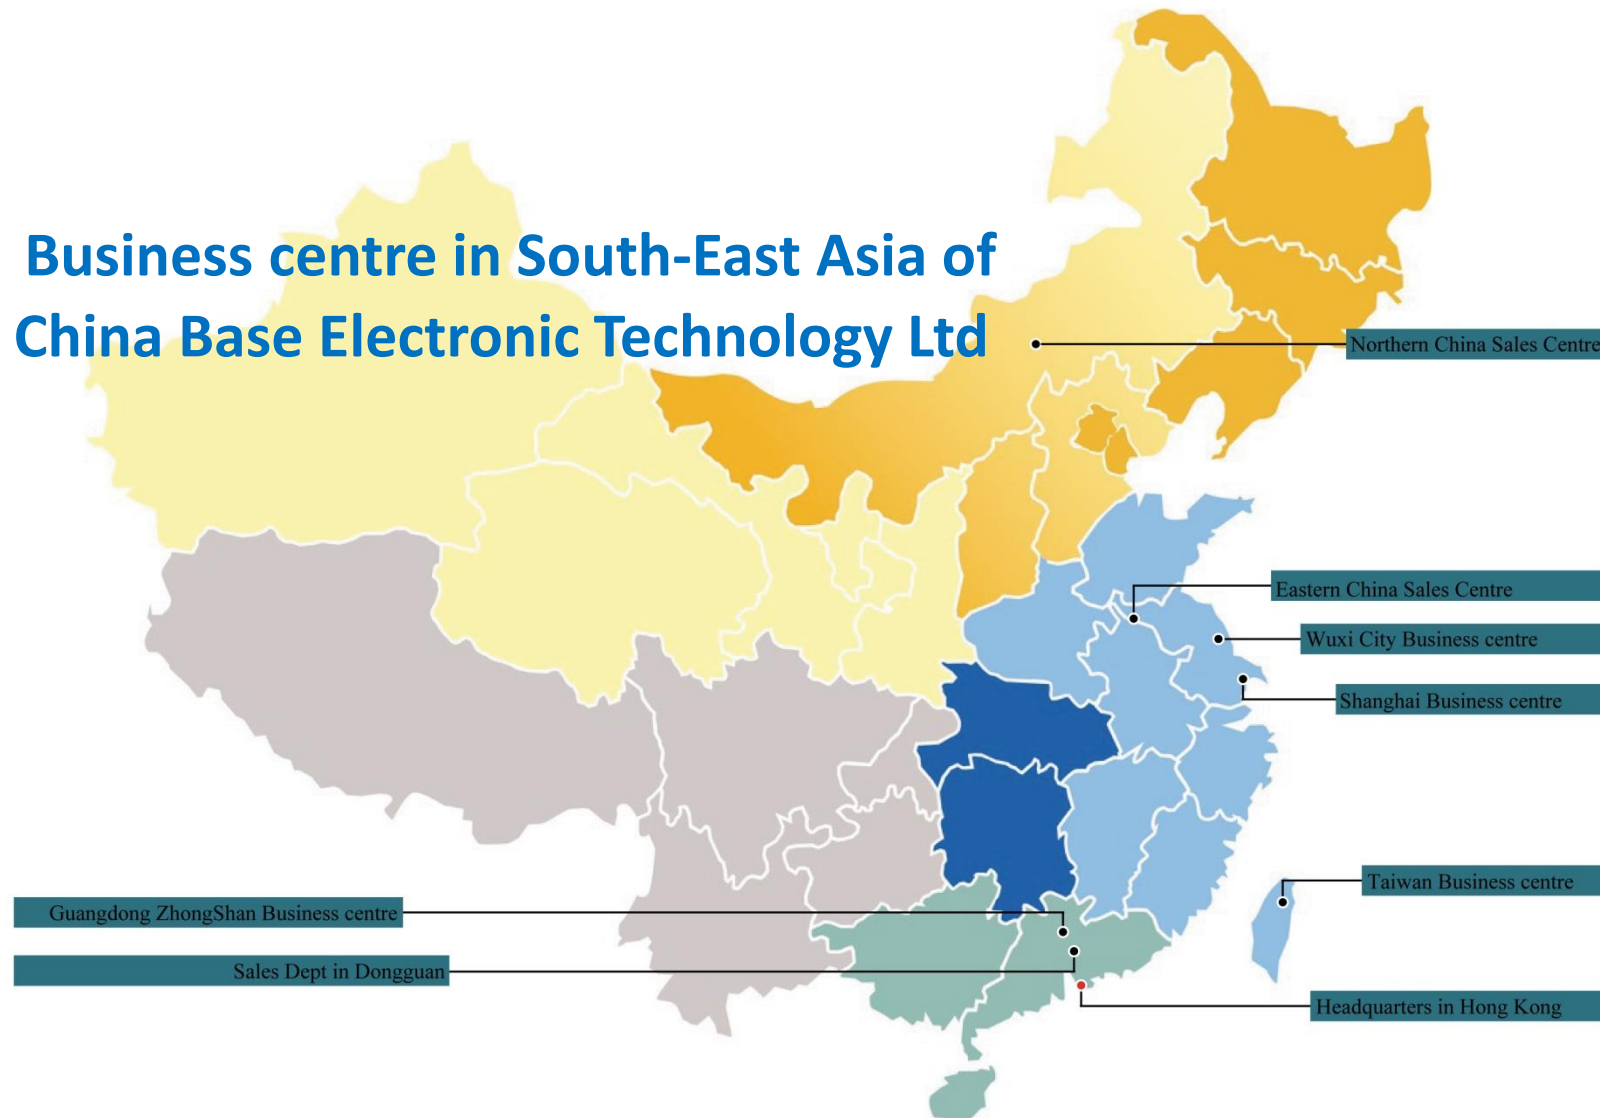 Business centre in South-East Asia of
China Base Electronic Technology Ltd
Northern China Sales Centre
Eastern China Sales Centre
Wuxi City Business centre
Shanghai Business centre
Taiwan Business centre
Guangdong ZhongShan Business centre
Sales Dept in Dongguan
Headquarters in Hong Kong